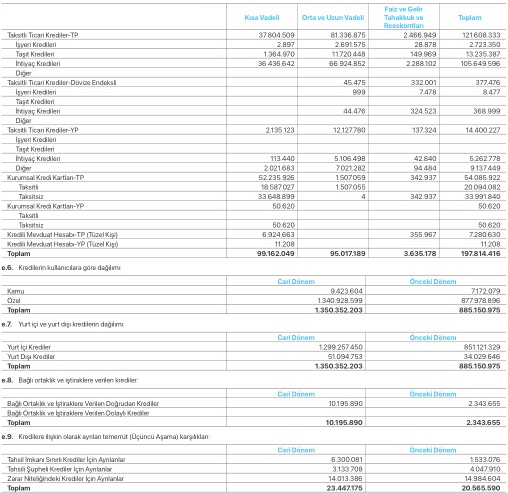 Kısa Vadeli Orta ve Uzun Vadeli Faiz ve Gelir Tahakkuk ve Reeskontları Toplam
Taksitli Ticari Krediler-TP 37.804.509 81.336.875 2.466.949 121.608.333
İşyeri Kredileri 2.897 2.691.575 28.878 2.723.350
Taşıt Kredileri 1.364.970 11.720.448 149.969 13.235.387
İhtiyaç Kredileri 36.436.642 66.924.852 2.288.102 105.649.596
Diğer
Taksitli Ticari Krediler-Dövize Endeksli 45.475 332.001 377.476
İşyeri Kredileri 999 7.478 8.477
Taşıt Kredileri
İhtiyaç Kredileri 44.476 324.523 368.999
Diğer
Taksitli Ticari Krediler-YP 2.135.123 12.127.780 137.324 14.400.227
İşyeri Kredileri
Taşıt Kredileri
İhtiyaç Kredileri 113.440 5.106.498 42.840 5.262.778
Diğer 2.021.683 7.021.282 94.484 9.137.449
Kurumsal Kredi Kartları-TP 52.235.926 1.507.059 342.937 54.085.922
Taksitli 18.587.027 1.507.055 20.094.082
Taksitsiz 33.648.899 4 342.937 33.991.840
Kurumsal Kredi Kartları-YP 50.620 50.620
Taksitli
Taksitsiz 50.620 50.620
Kredili Mevduat Hesabı-TP (Tüzel Kişi) 6.924.663 355.967 7.280.630
Kredili Mevduat Hesabı-YP (Tüzel Kişi) 11.208 11.208
Toplam 99.162.049 95.017.189 3.635.178 197.814.416
e.6. Kredilerin kullanıcılara göre dağılımı
Cari Dönem Önceki Dönem
Kamu 9.423.604 7.172.079
Özel 1.340.928.599 877.978.896
Toplam 1.350.352.203 885.150.975
e.7. Yurt içi ve yurt dışı kredilerin dağılımı:
Cari Dönem Önceki Dönem
Yurt İçi Krediler 1.299.257.450 851.121.329
Yurt Dışı Krediler 51.094.753 34.029.646
Toplam 1.350.352.203 885.150.975
e.8. Bağlı ortaklık ve iştiraklere verilen krediler:
Cari Dönem Önceki Dönem
Bağlı Ortaklık ve İştiraklere Verilen Doğrudan Krediler 10.195.890 2.343.655
Bağlı Ortaklık ve İştiraklere Verilen Dolaylı Krediler
Toplam 10.195.890 2.343.655
e.9. Kredilere ilişkin olarak ayrılan temerrüt (Üçüncü Aşama) karşılıkları:
Cari Dönem Önceki Dönem
Tahsil İmkanı Sınırlı Krediler İçin Ayrılanlar 6.300.081 1.533.076
Tahsili Şüpheli Krediler İçin Ayrılanlar 3.133.708 4.047.910
Zarar Niteliğindeki Krediler İçin Ayrılanlar 14.013.386 14.984.604
Toplam 23.447.175 20.565.590